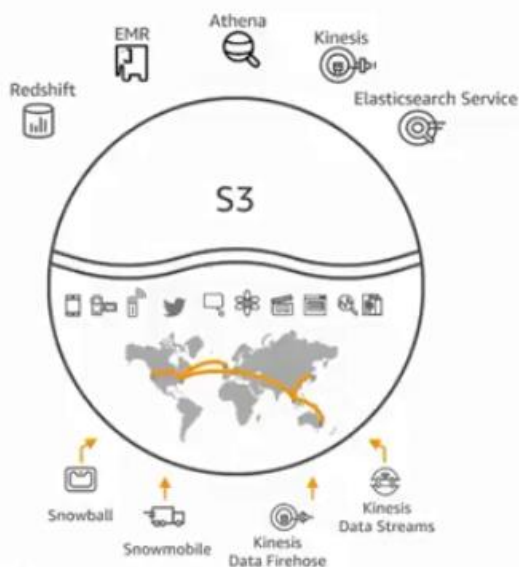 Athena
EMR
Kinesis
Redshift
Elasticsearch Service
S3
Snowball
Snowmobile
Kinesis
Data Firehose
Kinesis
Data Streams